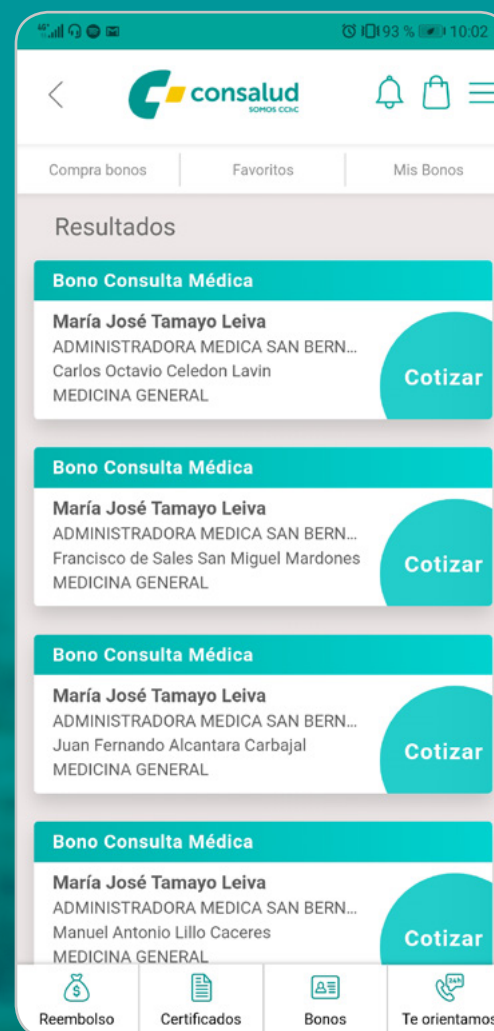 4G+ 93 % 10:02
consalud
SOMOS CChC
Compra bonos Favoritos Mis Bonos
Resultados
Bono Consulta Médica
María José Tamayo Leiva
ADMINISTRADORA MEDICA SAN BERN...
Carlos Octavio Celedon Lavin
MEDICINA GENERAL
Cotizar
Bono Consulta Médica
María José Tamayo Leiva
ADMINISTRADORA MEDICA SAN BERN...
Francisco de Sales San Miguel Mardones
MEDICINA GENERAL
Cotizar
Bono Consulta Médica
María José Tamayo Leiva
ADMINISTRADORA MEDICA SAN BERN...
Juan Fernando Alcantara Carbajal
MEDICINA GENERAL
Cotizar
Bono Consulta Médica
María José Tamayo Leiva
ADMINISTRADORA MEDICA SAN BERN...
Manuel Antonio Lillo Caceres
MEDICINA GENERAL
Cotizar
$ 24h
Reembolso Certificados Bonos Te orientamos